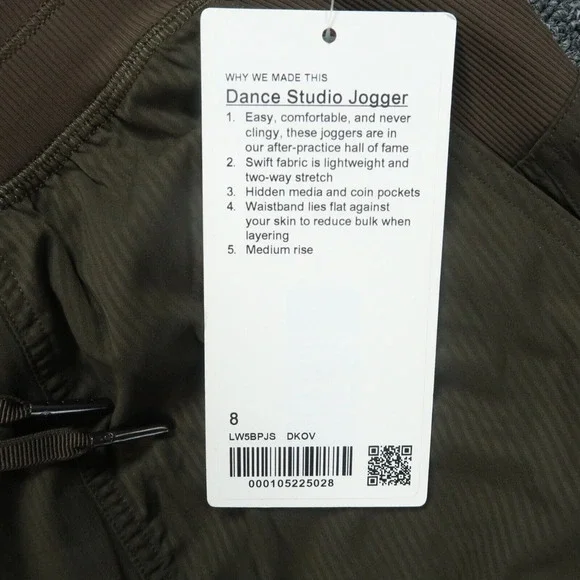 WHY WE MADE THIS
Dance Studio Jogger
1. Easy, comfortable, and never
clingy, these joggers are in
our after-practice hall of fame
2. Swift fabric is lightweight and
two-way stretch
3. Hidden media and coin pockets
4. Waistband lies flat against
your skin to reduce bulk when
layering
5. Medium rise
8
LW5BPJS DKOV
000105225028